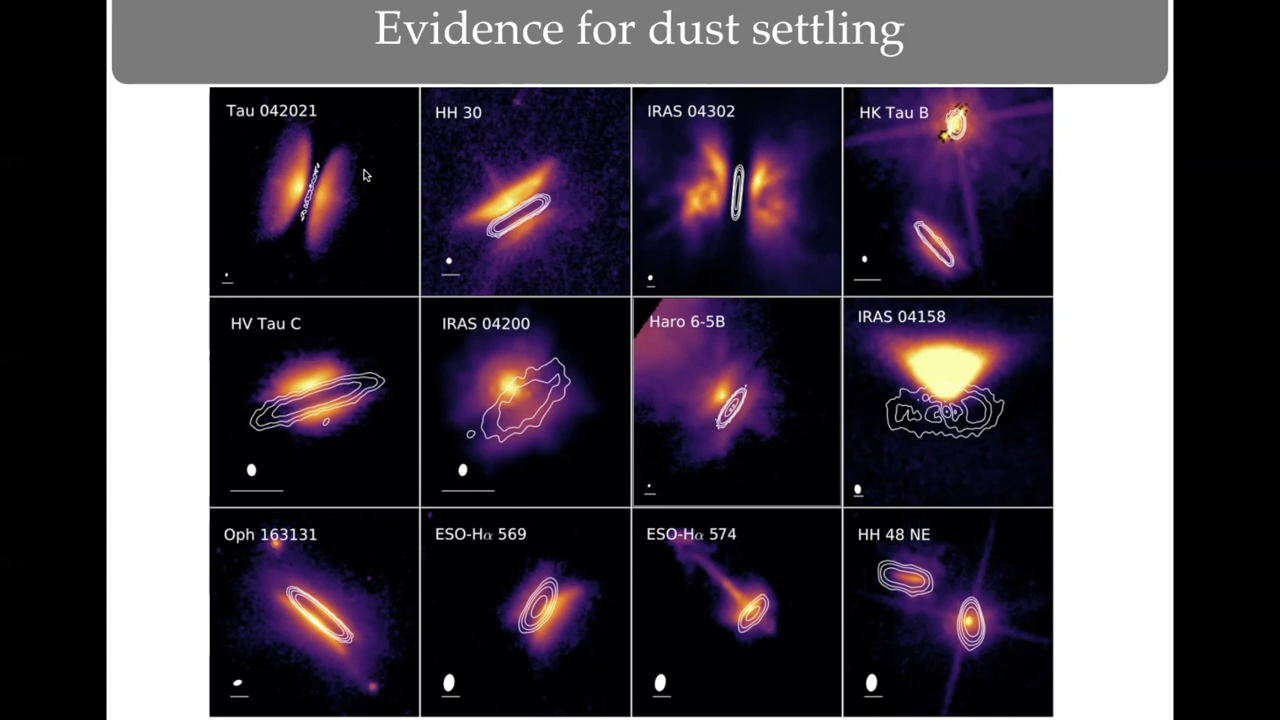 Evidence for dust settling
Tau 042021
HH 30
IRAS 04302
HK Tau B
HV Tau C
IRAS 04200
Haro 6-5B
IRAS 04158
Oph 163131
ESO-Hα 569
ESO-Hα 574
HH 48 NE